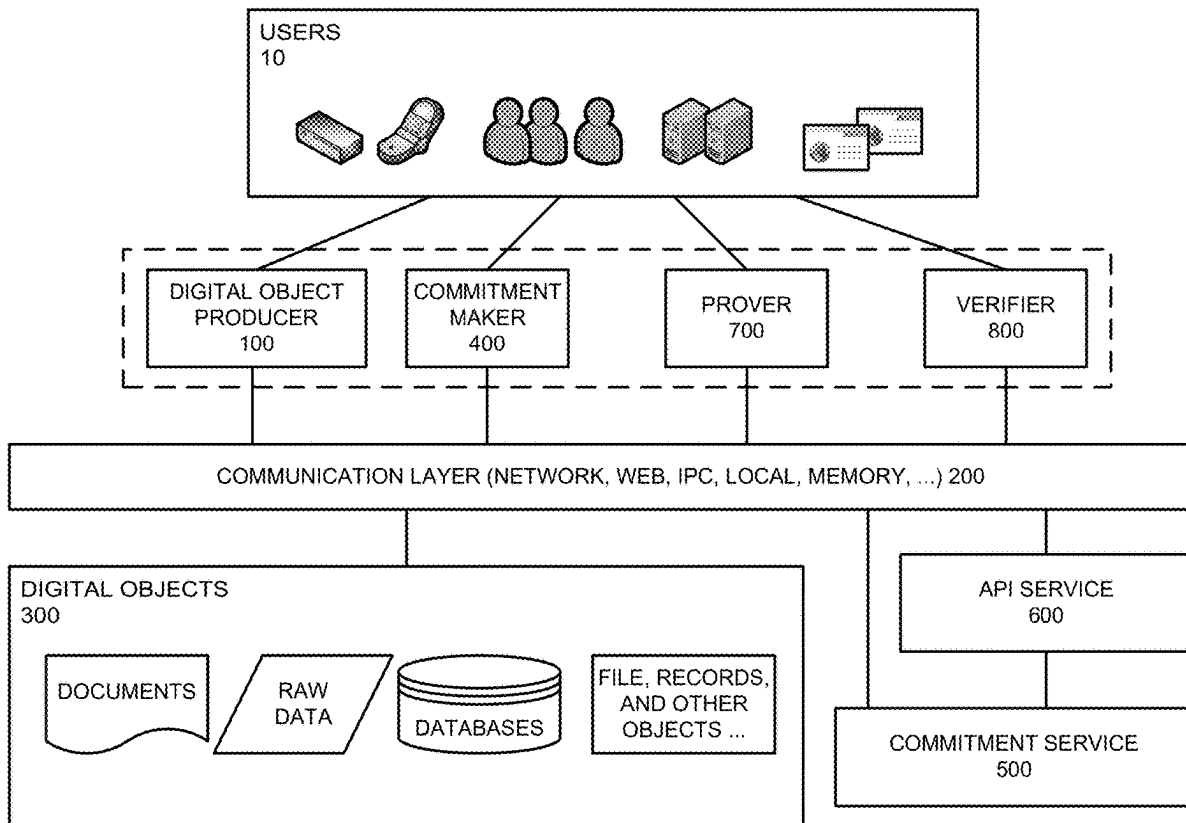 USERS
10
DIGITAL OBJECT
PRODUCER
100
COMMITMENT
MAKER
400
PROVER
700
VERIFIER
800
COMMUNICATION LAYER (NETWORK, WEB, IPC, LOCAL, MEMORY, ...) 200
DIGITAL OBJECTS
300
DOCUMENTS
RAW
DATA
DATABASES
FILE, RECORDS,
AND OTHER
OBJECTS ...
API SERVICE
600
COMMITMENT SERVICE
500